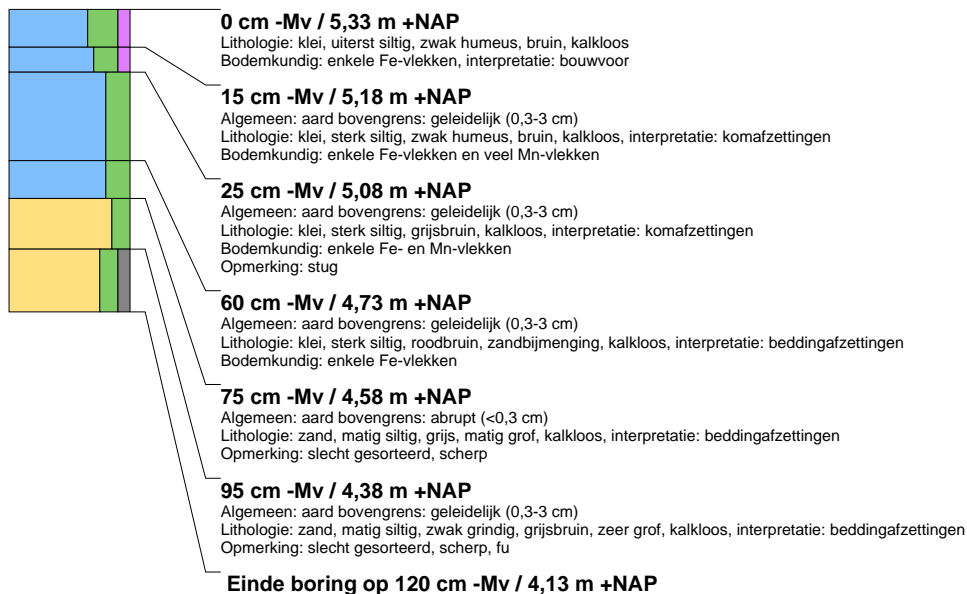 0 cm -Mv / 5,33 m +NAP
Lithologie: klei, uiterst siltig, zwak humeus, bruin, kalkloos
Bodemkundig: enkele Fe-vlekken, interpretatie: bouwvoor
15 cm -Mv / 5,18 m +NAP
Algemeen: aard bovengrens: geleidelijk (0,3-3 cm)
Lithologie: klei, sterk siltig, zwak humeus, bruin, kalkloos, interpretatie: komafzettingen
Bodemkundig: enkele Fe-vlekken en veel Mn-vlekken
25 cm -Mv / 5,08 m +NAP
Algemeen: aard bovengrens: geleidelijk (0,3-3 cm)
Lithologie: klei, sterk siltig, grijsbruin, kalkloos, interpretatie: komafzettingen
Bodemkundig: enkele Fe- en Mn-vlekken
Opmerking: stug
60 cm -Mv / 4,73 m +NAP
Algemeen: aard bovengrens: geleidelijk (0,3-3 cm)
Lithologie: klei, sterk siltig, roodbruin, zandbijmenging, kalkloos, interpretatie: beddingafzettingen
Bodemkundig: enkele Fe-vlekken
75 cm -Mv / 4,58 m +NAP
Algemeen: aard bovengrens: abrupt (<0,3 cm)
Lithologie: zand, matig siltig, grijs, matig grof, kalkloos, interpretatie: beddingafzettingen
Opmerking: slecht gesorteerd, scherp
95 cm -Mv / 4,38 m +NAP
Algemeen: aard bovengrens: geleidelijk (0,3-3 cm)
Lithologie: zand, matig siltig, zwak grindig, grijsbruin, zeer grof, kalkloos, interpretatie: beddingafzettingen
Opmerking: slecht gesorteerd, scherp, fu
Einde boring op 120 cm -Mv / 4,13 m +NAP